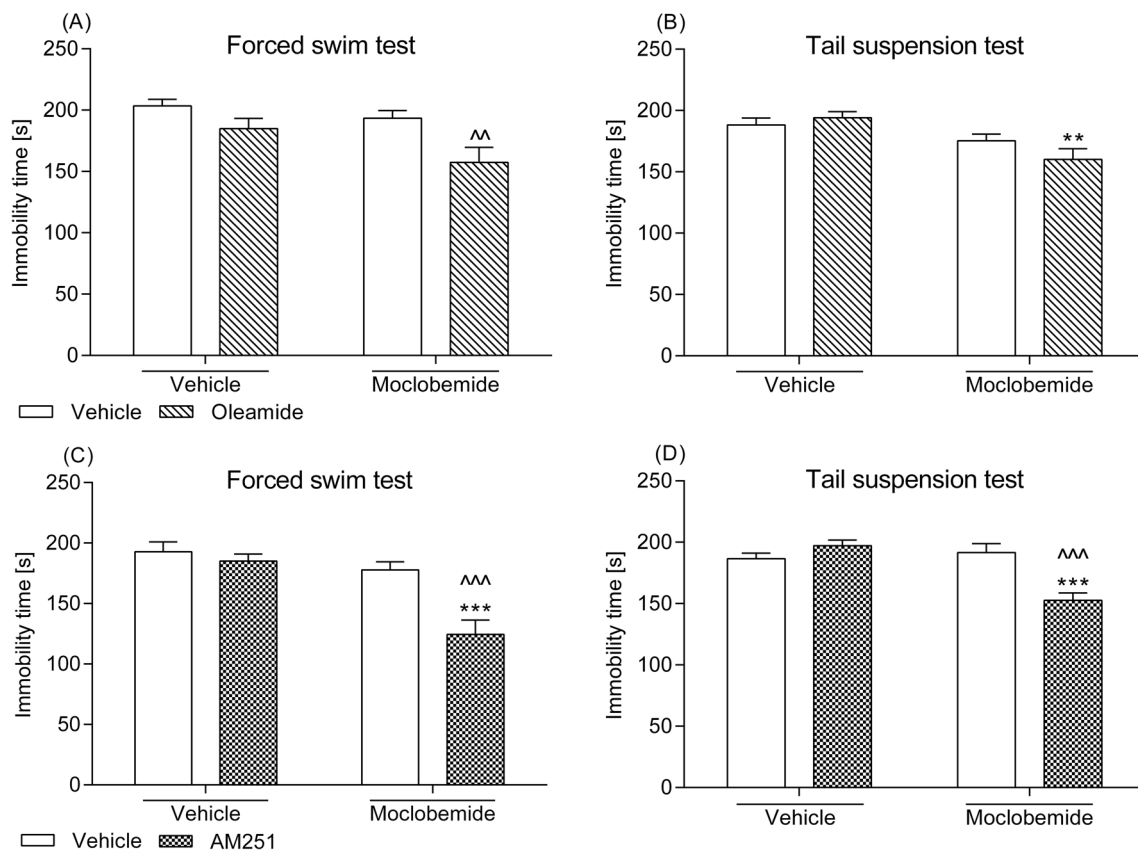 (A)
Forced swim test
Immobility time [s]
250
200
150
100
50
0
^^
Vehicle Moclobemide
Vehicle Oleamide
(B)
Tail suspension test
Immobility time [s]
250
200
150
100
50
0
**
Vehicle Moclobemide
(C)
Forced swim test
Immobility time [s]
250
200
150
100
50
0
^^^
***
Vehicle Moclobemide
Vehicle AM251
(D)
Tail suspension test
Immobility time [s]
250
200
150
100
50
0
^^^
***
Vehicle Moclobemide